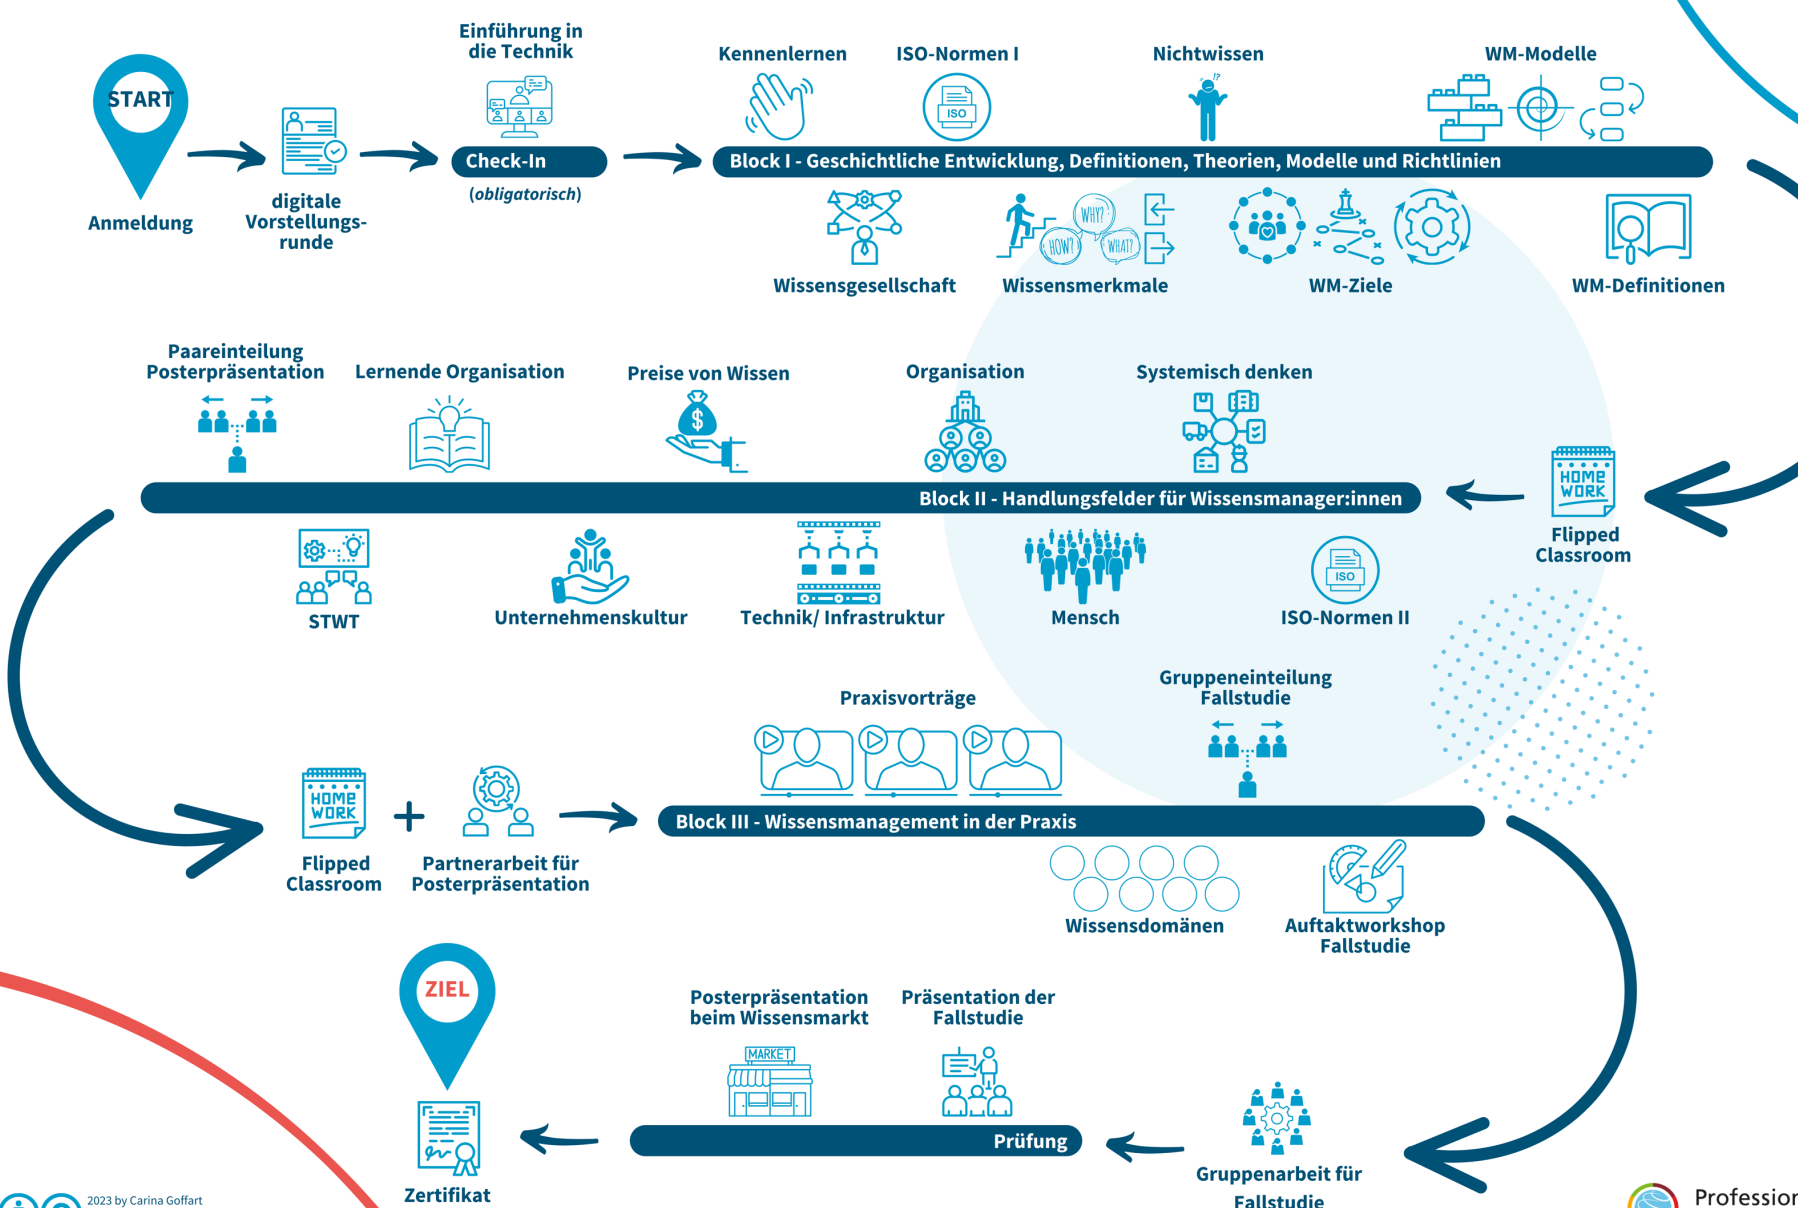 START
Anmeldung
digitale
Vorstellungs-
runde
Einführung in
die Technik
Check-In
(obligatorisch)
Kennenlernen
ISO-Normen I
ISO
Nichtwissen
!?
WM-Modelle
Block I - Geschichtliche Entwicklung, Definitionen, Theorien, Modelle und Richtlinien
WHY?
HOW?
WHAT?
Wissensgesellschaft
Wissensmerkmale
WM-Ziele
WM-Definitionen
Paareinteilung
Posterpräsentation
Lernende Organisation
Preise von Wissen
$
Organisation
Systemisch denken
HOME
WORK
Flipped
Classroom
Block II - Handlungsfelder für Wissensmanager:innen
STWT
Unternehmenskultur
Technik/ Infrastruktur
Mensch
ISO
ISO-Normen II
HOME
WORK
Flipped
Classroom
+
Partnerarbeit für
Posterpräsentation
Praxisvorträge
Gruppeneinteilung
Fallstudie
Block III - Wissensmanagement in der Praxis
Wissensdomänen
Auftaktworkshop
Fallstudie
ZIEL
Zertifikat
Posterpräsentation
beim Wissensmarkt
MARKET
Präsentation der
Fallstudie
Prüfung
Gruppenarbeit für
Fallstudie
2023 by Carina Goffart
Profession